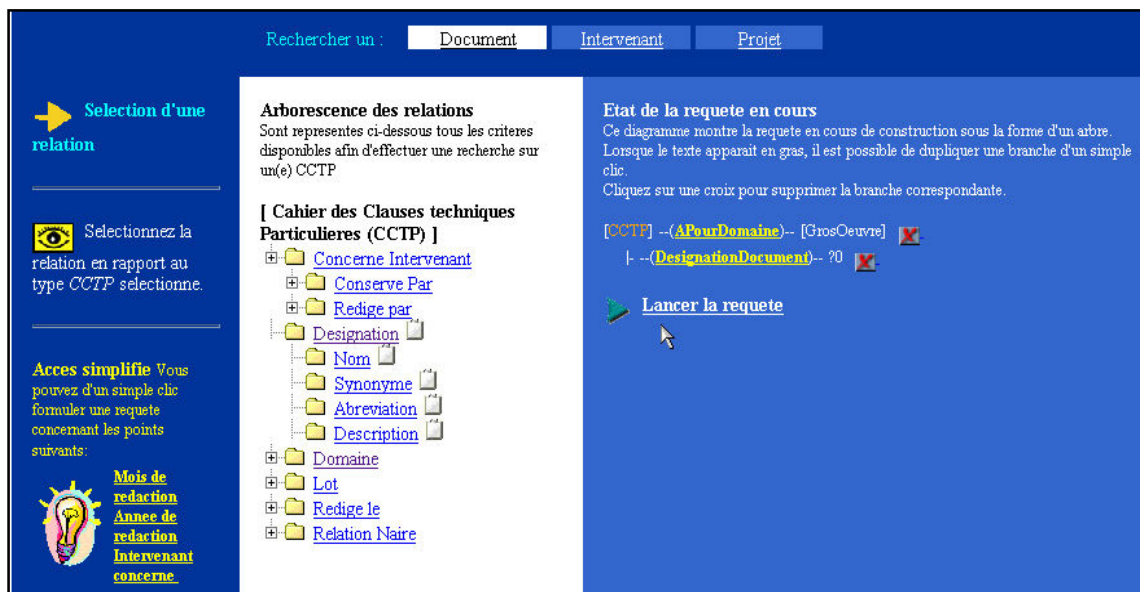 Rechercher un : Document Intervenant Projet
Selection d'une
relation
Selectionnez la
relation en rapport au
type CCTP selectionne.
Acces simplifie Vous
pouvez d'un simple clic
formuler une requete
concernant les points
suivants:
Mois de
redaction
Annee de
redaction
Intervenant
concerne
Arborescence des relations
Sont representes ci-dessous tous les criteres
disponibles afin d'effectuer une recherche sur
un(e) CCTP
[ Cahier des Clauses techniques
Particulieres (CCTP) ]
Concerne Intervenant
Conserve Par
Redige par
Designation
Nom
Synonyme
Abreviation
Description
Domaine
Lot
Redige le
Relation Naire
Etat de la requete en cours
Ce diagramme montre la requete en cours de construction sous la forme d'un arbre.
Lorsque le texte apparait en gras, il est possible de dupliquer une branche d'un simple
clic.
Cliquez sur une croix pour supprimer la branche correspondante.
[CCTP] --(APourDomaine)-- [GrosOeuvre]
|- --(DesignationDocument)-- ?0
Lancer la requete